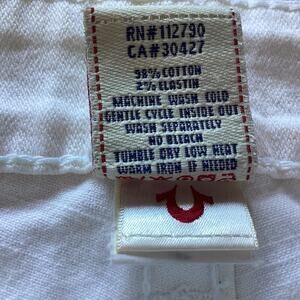 RN#112790
CA#30427
98% COTTON
2% ELASTIN
MACHINE WASH COLD
GENTLE CYCLE INSIDE OUT
WASH SEPARATELY
NO BLEACH
TUMBLE DRY LOW HEAT
WARM IRON IF NEEDED